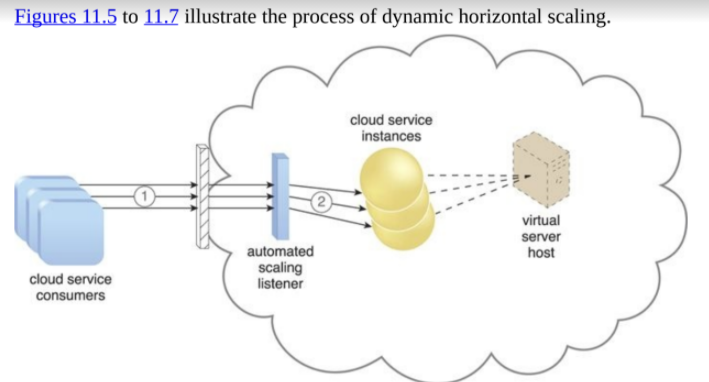 Figures 11.5 to 11.7 illustrate the process of dynamic horizontal scaling.
cloud service
instances
1
2
virtual
server
host
automated
scaling
listener
cloud service
consumers